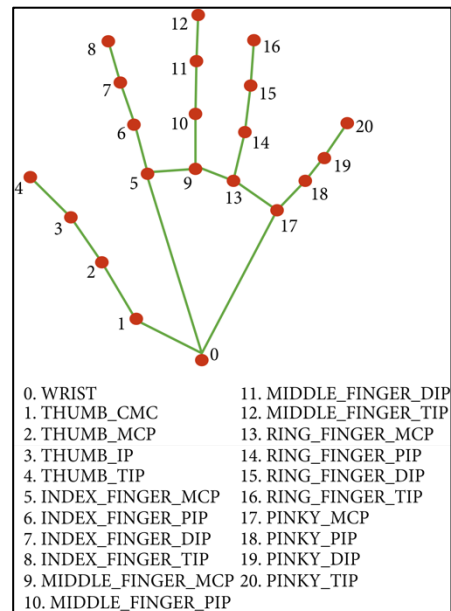 12
8
16
11
7
15
10
6
14
20
19
4
5
9
13
18
3
17
2
1
0
0. WRIST
1. THUMB_CMC
2. THUMB_MCP
3. THUMB_IP
4. THUMB_TIP
5. INDEX_FINGER_MCP
6. INDEX_FINGER_PIP
7. INDEX_FINGER_DIP
8. INDEX_FINGER_TIP
9. MIDDLE_FINGER_MCP
10. MIDDLE_FINGER_PIP
11. MIDDLE_FINGER_DIP
12. MIDDLE_FINGER_TIP
13. RING_FINGER_MCP
14. RING_FINGER_PIP
15. RING_FINGER_DIP
16. RING_FINGER_TIP
17. PINKY_MCP
18. PINKY_PIP
19. PINKY_DIP
20. PINKY_TIP